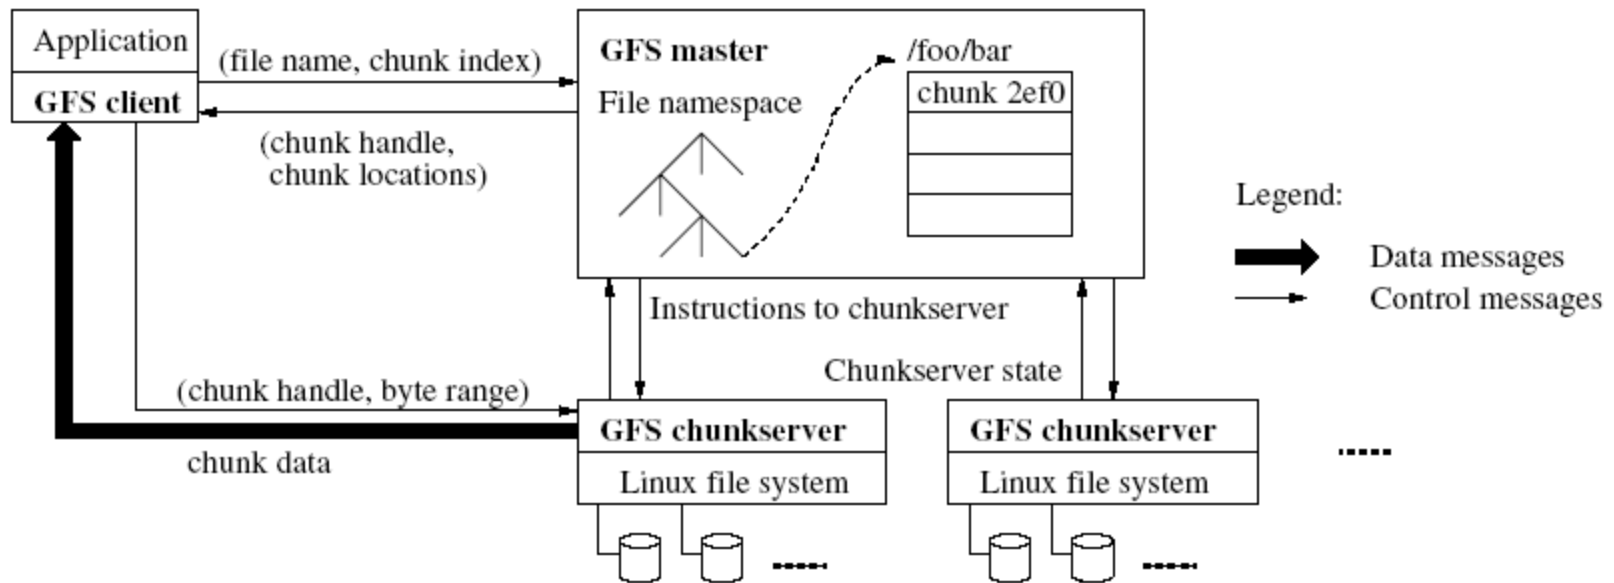 Application
GFS client
(file name, chunk index)
(chunk handle,
chunk locations)
GFS master
File namespace
/foo/bar
chunk 2ef0
Legend:
Data messages
Control messages
Instructions to chunkserver
Chunkserver state
(chunk handle, byte range)
chunk data
GFS chunkserver
Linux file system
GFS chunkserver
Linux file system